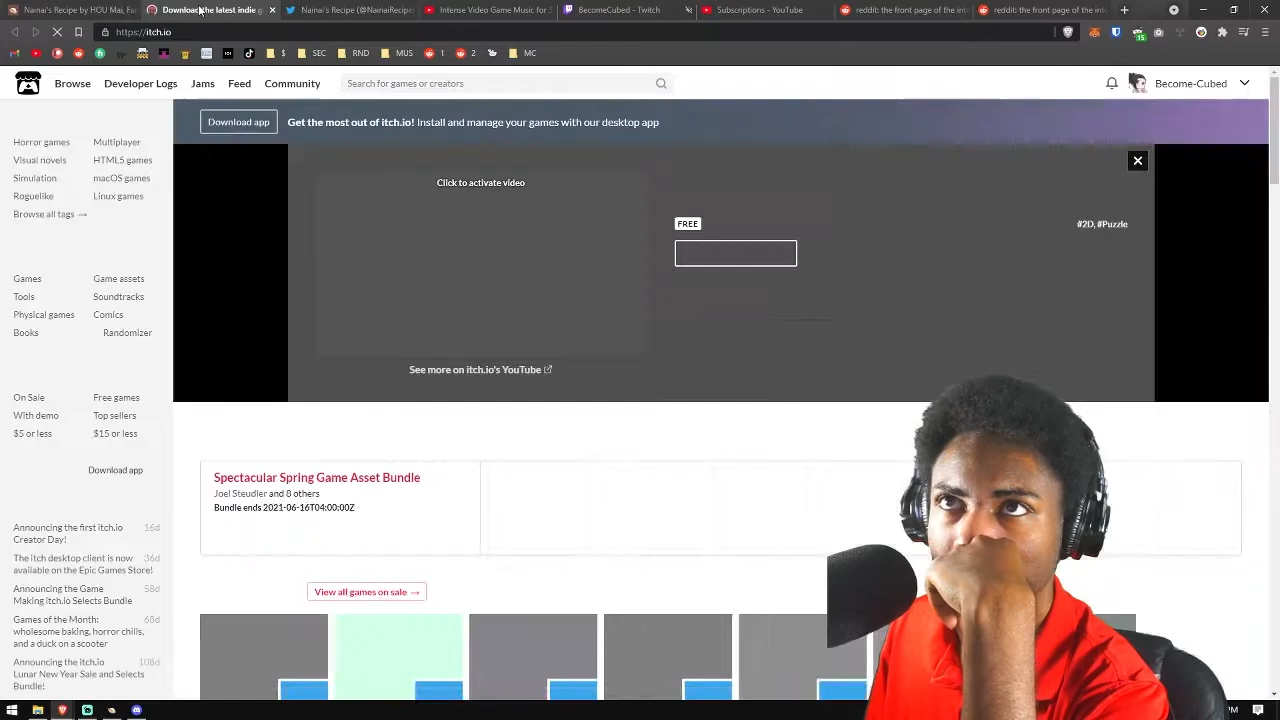 Nainai's Recipe by HOU Mai, Fan
Download the latest indie g
Nainai's Recipe (@NainaiRecipe
Intense Video Game Music for
BecomeCubed - Twitch
Subscriptions - YouTube
reddit: the front page of the inte
reddit: the front page of the inte
https://itch.io
15
$
SEC
RND
MUS
1
2
MC
Browse
Developer Logs
Jams
Feed
Community
Search for games or creators
Become-Cubed
Download app
Get the most out of itch.io! Install and manage your games with our desktop app
Horror games
Multiplayer
Visual novels
HTML5 games
Simulation
macOS games
Roguelike
Linux games
Browse all tags →
Games
Game assets
Tools
Soundtracks
Physical games
Comics
Books
Randomizer
On Sale
Free games
With demo
Top sellers
$5 or less
$15 or less
Download app
Announcing the first itch.io
16d
Creator Day!
The itch desktop client is now
36d
available on the Epic Games Store!
Announcing the Game
58d
Making itch.io Selects Bundle
Games of the Month:
68d
wholesome baking, horror chills,
and a duck on a scooter
Announcing the itch.io
108d
Lunar New Year Sale and Selects
Bundle!
Click to activate video
FREE
#2D, #Puzzle
See more on itch.io's YouTube
Spectacular Spring Game Asset Bundle
Joel Steudler and 8 others
Bundle ends 2021-06-16T04:00:00Z
View all games on sale →
PM